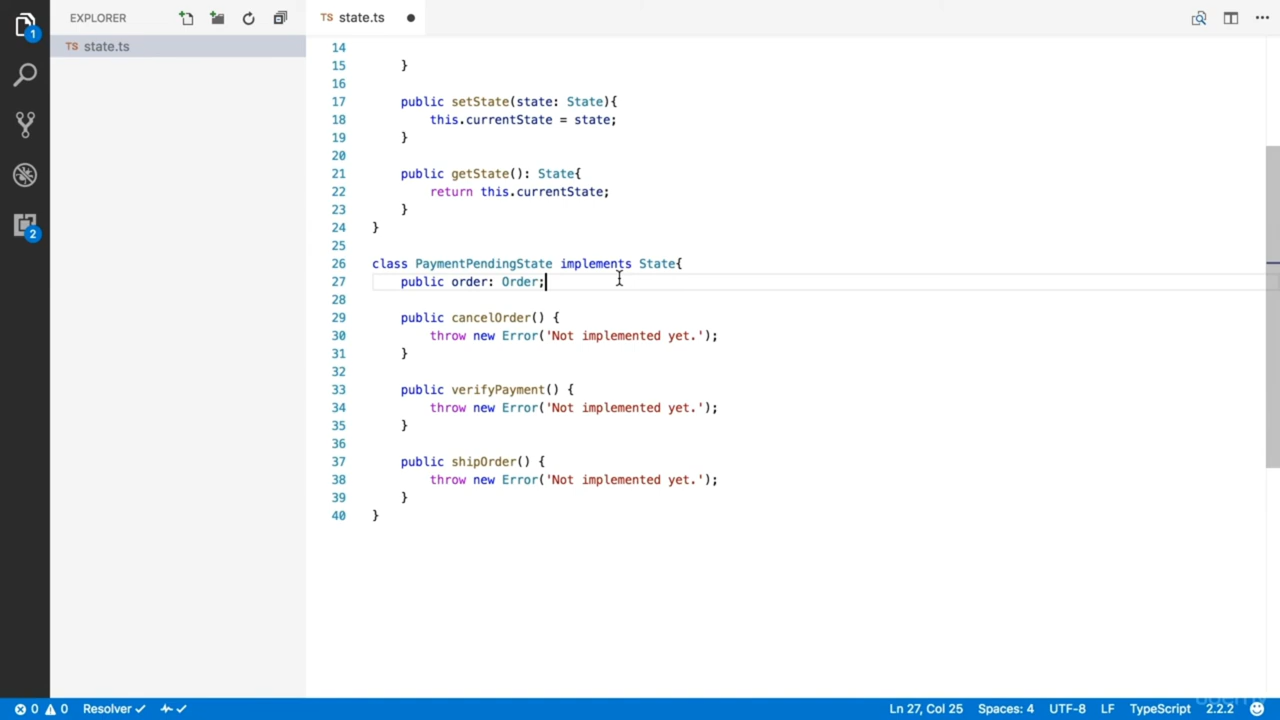 EXPLORER
TS state.ts
1
TS state.ts
14
15 }
16
17 public setState(state: State){
18 this.currentState = state;
19 }
20
21 public getState(): State{
22 return this.currentState;
23 }
24 }
25
26 class PaymentPendingState implements State{
27 public order: Order;
28
29 public cancelOrder() {
30 throw new Error('Not implemented yet.');
31 }
32
33 public verifyPayment() {
34 throw new Error('Not implemented yet.');
35 }
36
37 public shipOrder() {
38 throw new Error('Not implemented yet.');
39 }
40 }
2
0 0 Resolver Ln 27, Col 25 Spaces: 4 UTF-8 LF TypeScript 2.2.2